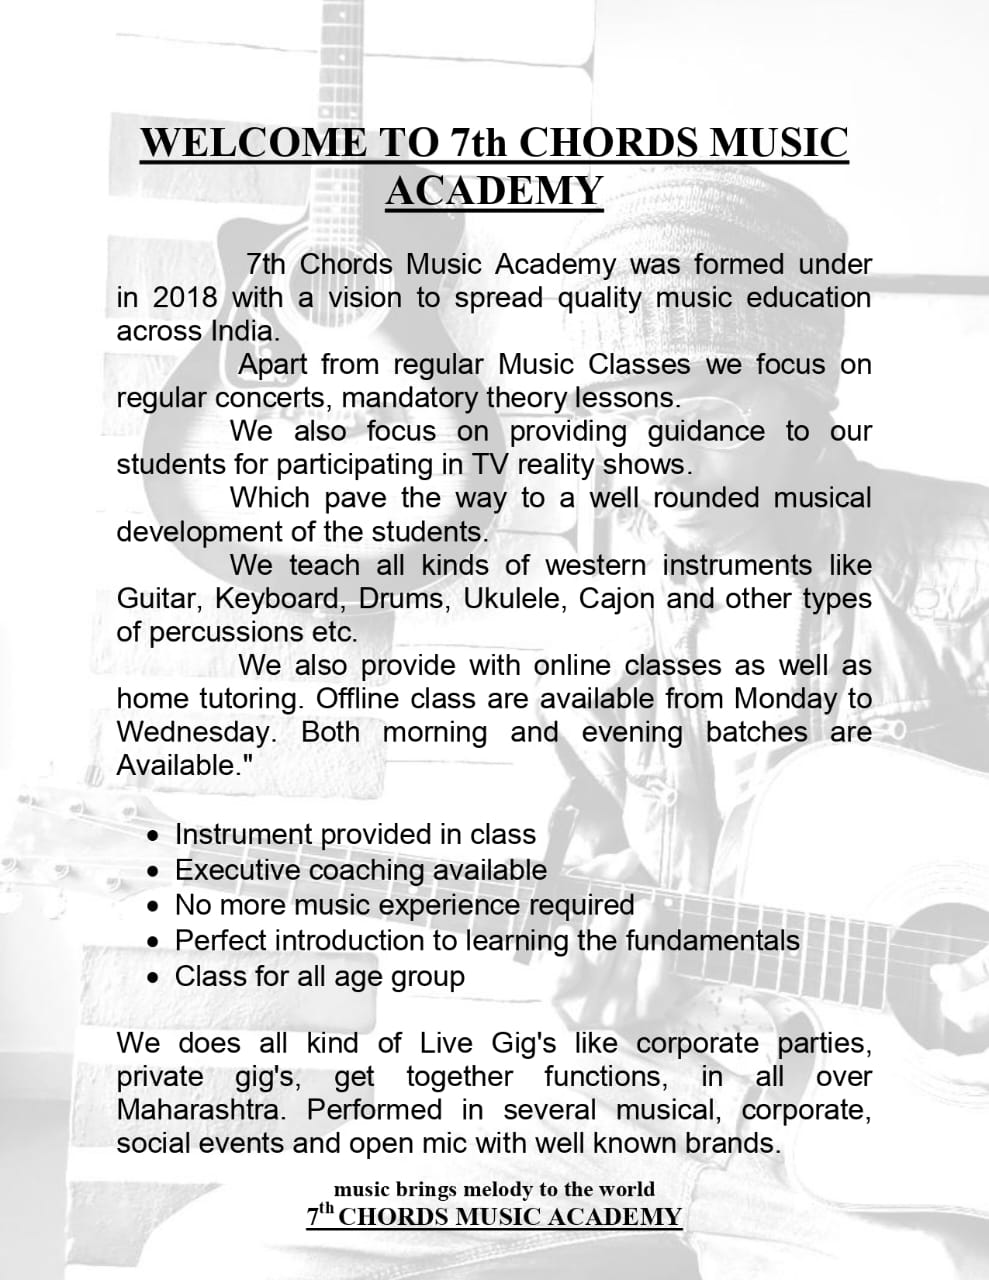 WELCOME TO 7th CHORDS MUSIC
ACADEMY
7th Chords Music Academy was formed under
in 2018 with a vision to spread quality music education
across India.
Apart from regular Music Classes we focus on
regular concerts, mandatory theory lessons.
We also focus on providing guidance to our
students for participating in TV reality shows.
Which pave the way to a well rounded musical
development of the students.
We teach all kinds of western instruments like
Guitar, Keyboard, Drums, Ukulele, Cajon and other types
of percussions etc.
We also provide with online classes as well as
home tutoring. Offline class are available from Monday to
Wednesday. Both morning and evening batches are
Available."
• Instrument provided in class
• Executive coaching available
• No more music experience required
• Perfect introduction to learning the fundamentals
• Class for all age group
We does all kind of Live Gig's like corporate parties,
private gig's, get together functions, in all over
Maharashtra. Performed in several musical, corporate,
social events and open mic with well known brands.
music brings melody to the world
7th CHORDS MUSIC ACADEMY